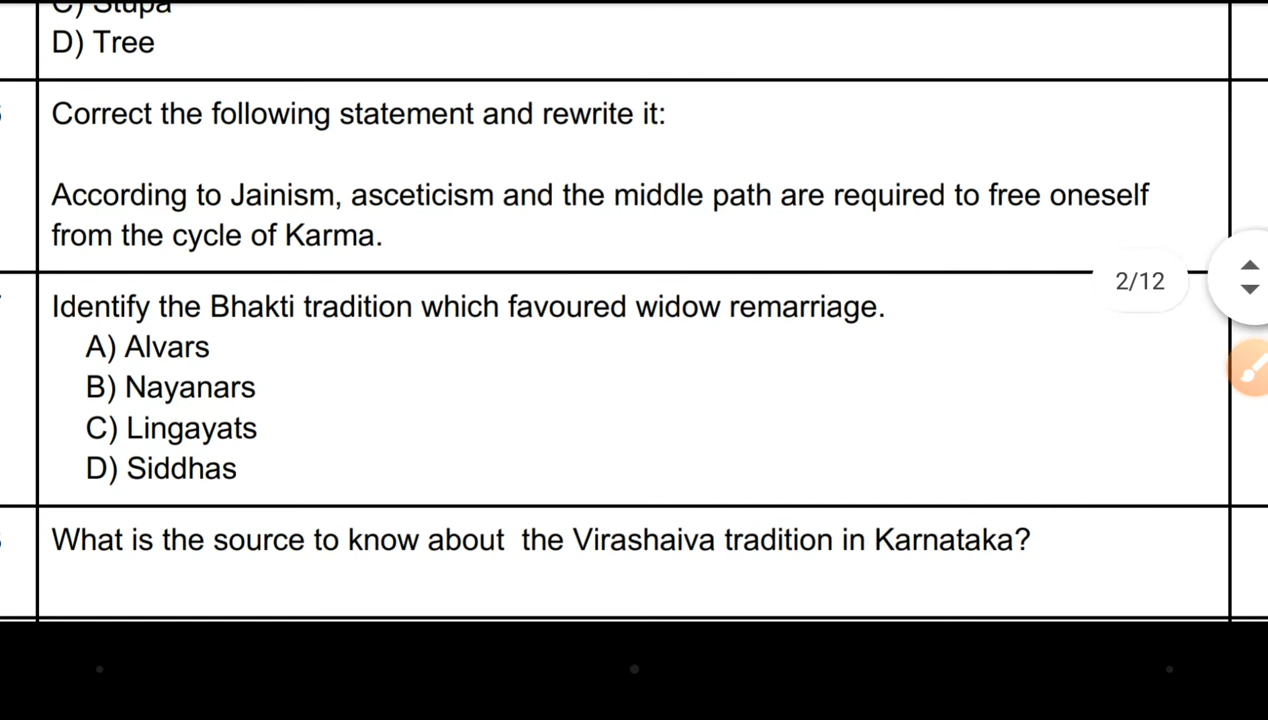 C) Stupa
D) Tree
Correct the following statement and rewrite it:
According to Jainism, asceticism and the middle path are required to free oneself
from the cycle of Karma.
2/12
Identify the Bhakti tradition which favoured widow remarriage.
A) Alvars
B) Nayanars
C) Lingayats
D) Siddhas
What is the source to know about the Virashaiva tradition in Karnataka?